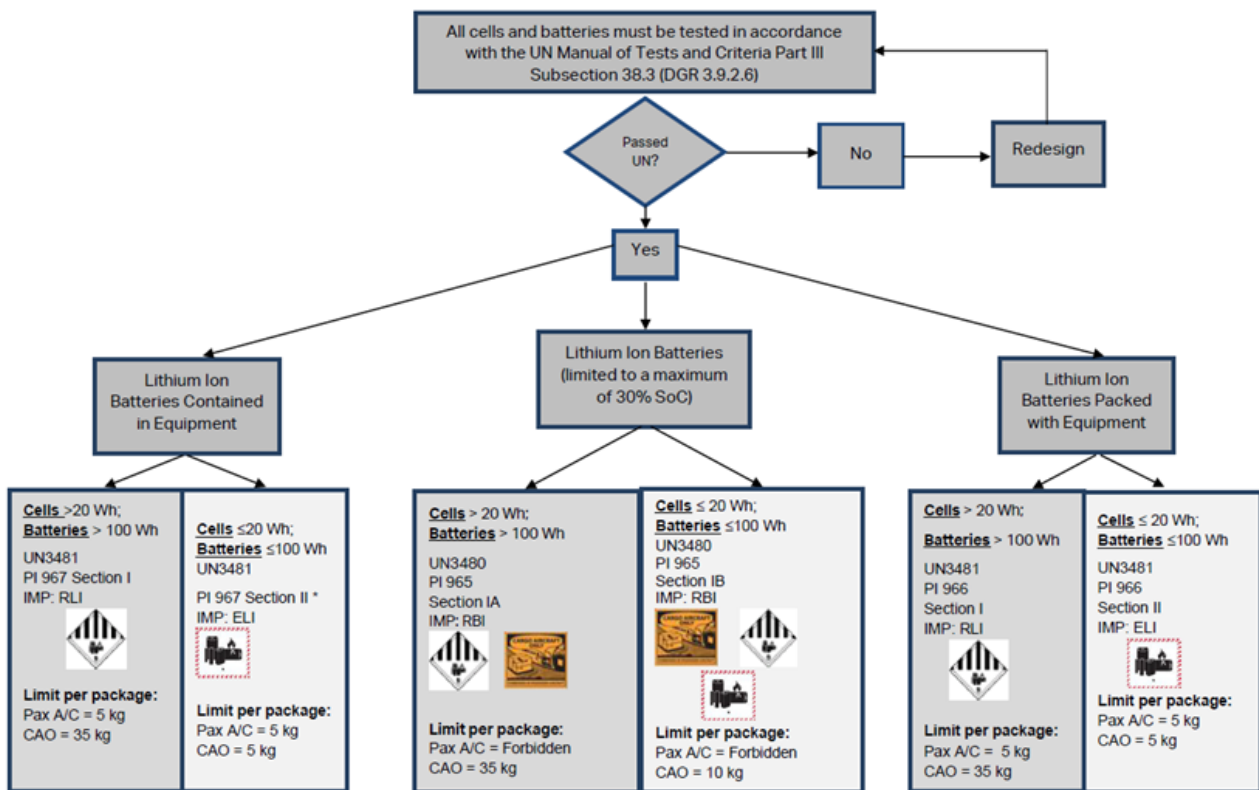 All cells and batteries must be tested in accordance
with the UN Manual of Tests and Criteria Part III
Subsection 38.3 (DGR 3.9.2.6)
Passed
UN?
No
Redesign
Yes
Lithium Ion
Batteries Contained
in Equipment
Lithium Ion Batteries
(limited to a maximum
of 30% SoC)
Lithium Ion
Batteries Packed
with Equipment
Cells >20 Wh;
Batteries > 100 Wh
UN3481
PI 967 Section I
IMP: RLI
Limit per package:
Pax A/C = 5 kg
CAO = 35 kg
Cells ≤20 Wh;
Batteries ≤100 Wh
UN3481
PI 967 Section II *
IMP: ELI
Limit per package:
Pax A/C = 5 kg
CAO = 5 kg
Cells > 20 Wh;
Batteries > 100 Wh
UN3480
PI 965
Section IA
IMP: RBI
CARGO AIRCRAFT
ONLY
Limit per package:
Pax A/C = Forbidden
CAO = 35 kg
Cells ≤ 20 Wh;
Batteries ≤100 Wh
UN3480
PI 965
Section IB
IMP: RBI
CARGO AIRCRAFT
ONLY
Limit per package:
Pax A/C = Forbidden
CAO = 10 kg
Cells > 20 Wh;
Batteries > 100 Wh
UN3481
PI 966
Section I
IMP: RLI
Limit per package:
Pax A/C = 5 kg
CAO = 35 kg
Cells ≤ 20 Wh;
Batteries ≤100 Wh
UN3481
PI 966
Section II
IMP: ELI
Limit per package:
Pax A/C = 5 kg
CAO = 5 kg